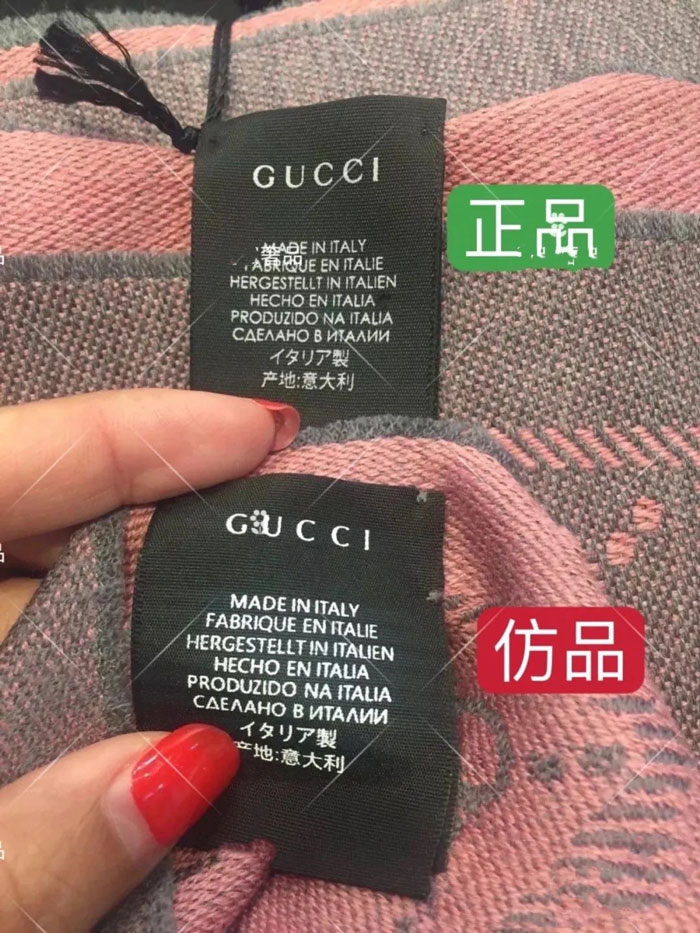 GUCCI
正品
MADE IN ITALY
FABRIQUE EN ITALIE
HERGESTELLT IN ITALIEN
HECHO EN ITALIA
PRODUZIDO NA ITALIA
СДЕЛАНО В ИТАЛИИ
イタリア製
产地:意大利
GUCCI
MADE IN ITALY
FABRIQUE EN ITALIE
HERGESTELLT IN ITALIEN
HECHO EN ITALIA
仿品
PRODUZIDO NA ITALIA
СДЕЛАНО В ИТАЛИИ
イタリア製
产地:意大利